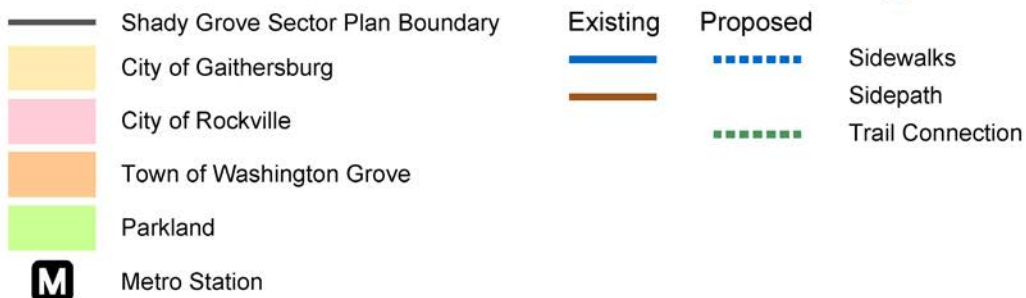 Shady Grove Sector Plan Boundary
City of Gaithersburg
City of Rockville
Town of Washington Grove
Parkland
M Metro Station
Existing Proposed
Sidewalks
Sidepath
Trail Connection